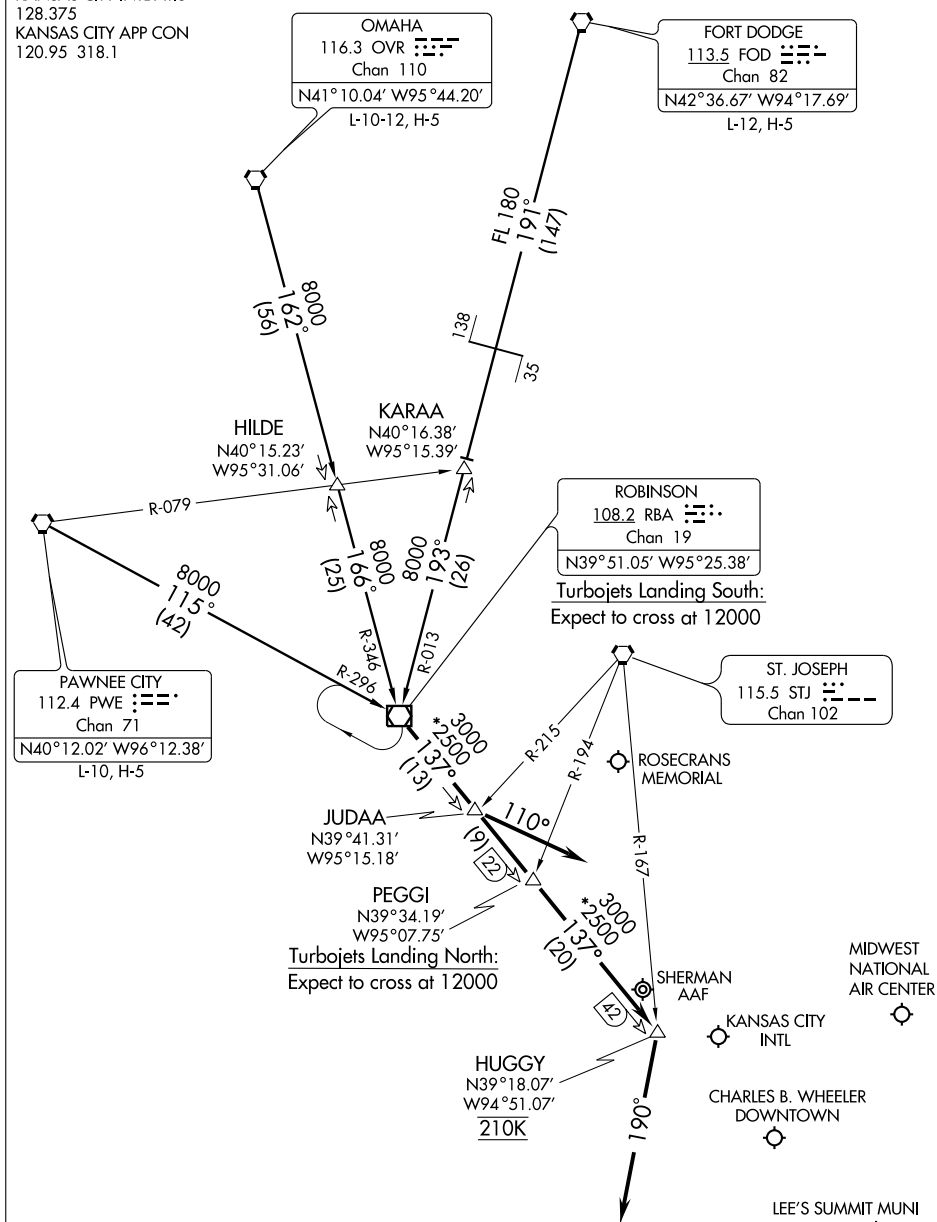 128.375
KANSAS CITY APP CON
120.95 318.1
OMAHA
116.3 OVR
Chan 110
N41°10.04' W95°44.20'
L-10-12, H-5
FORT DODGE
113.5 FOD
Chan 82
N42°36.67' W94°17.69'
L-12, H-5
FL 180
191°
(147)
8000
162°
(56)
138
35
HILDE
N40°15.23'
W95°31.06'
KARAA
N40°16.38'
W95°15.39'
R-079
ROBINSON
108.2 RBA
Chan 19
N39°51.05' W95°25.38'
Turbojets Landing South:
Expect to cross at 12000
8000
166°
(25)
8000
193°
(26)
8000
115°
(42)
R-346
R-013
R-296
PAWNEE CITY
112.4 PWE
Chan 71
N40°12.02' W96°12.38'
L-10, H-5
ST. JOSEPH
115.5 STJ
Chan 102
3000
*2500
137°
(13)
R-215
R-194
R-167
ROSECRANS
MEMORIAL
JUDAA
N39°41.31'
W95°15.18'
110°
(9)
22
PEGGI
N39°34.19'
W95°07.75'
Turbojets Landing North:
Expect to cross at 12000
3000
*2500
137°
(20)
42
SHERMAN
AAF
MIDWEST
NATIONAL
AIR CENTER
KANSAS CITY
INTL
HUGGY
N39°18.07'
W94°51.07'
210K
CHARLES B. WHEELER
DOWNTOWN
190°
LEE'S SUMMIT MUNI